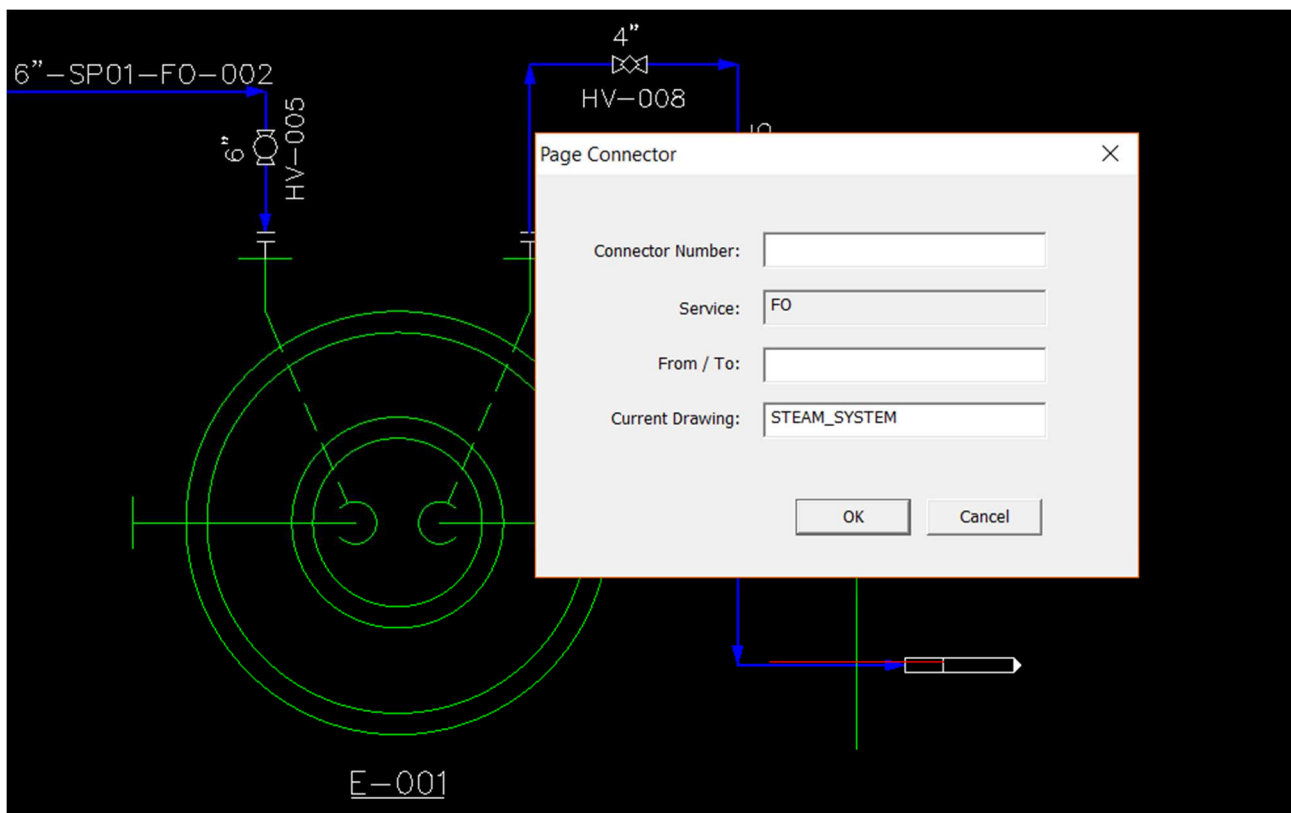 4”
6”-SP01-FO-002
HV-008
6”
HV-005
Page Connector
Connector Number:
Service: FO
From / To:
Current Drawing: STEAM_SYSTEM
OK Cancel
E-001